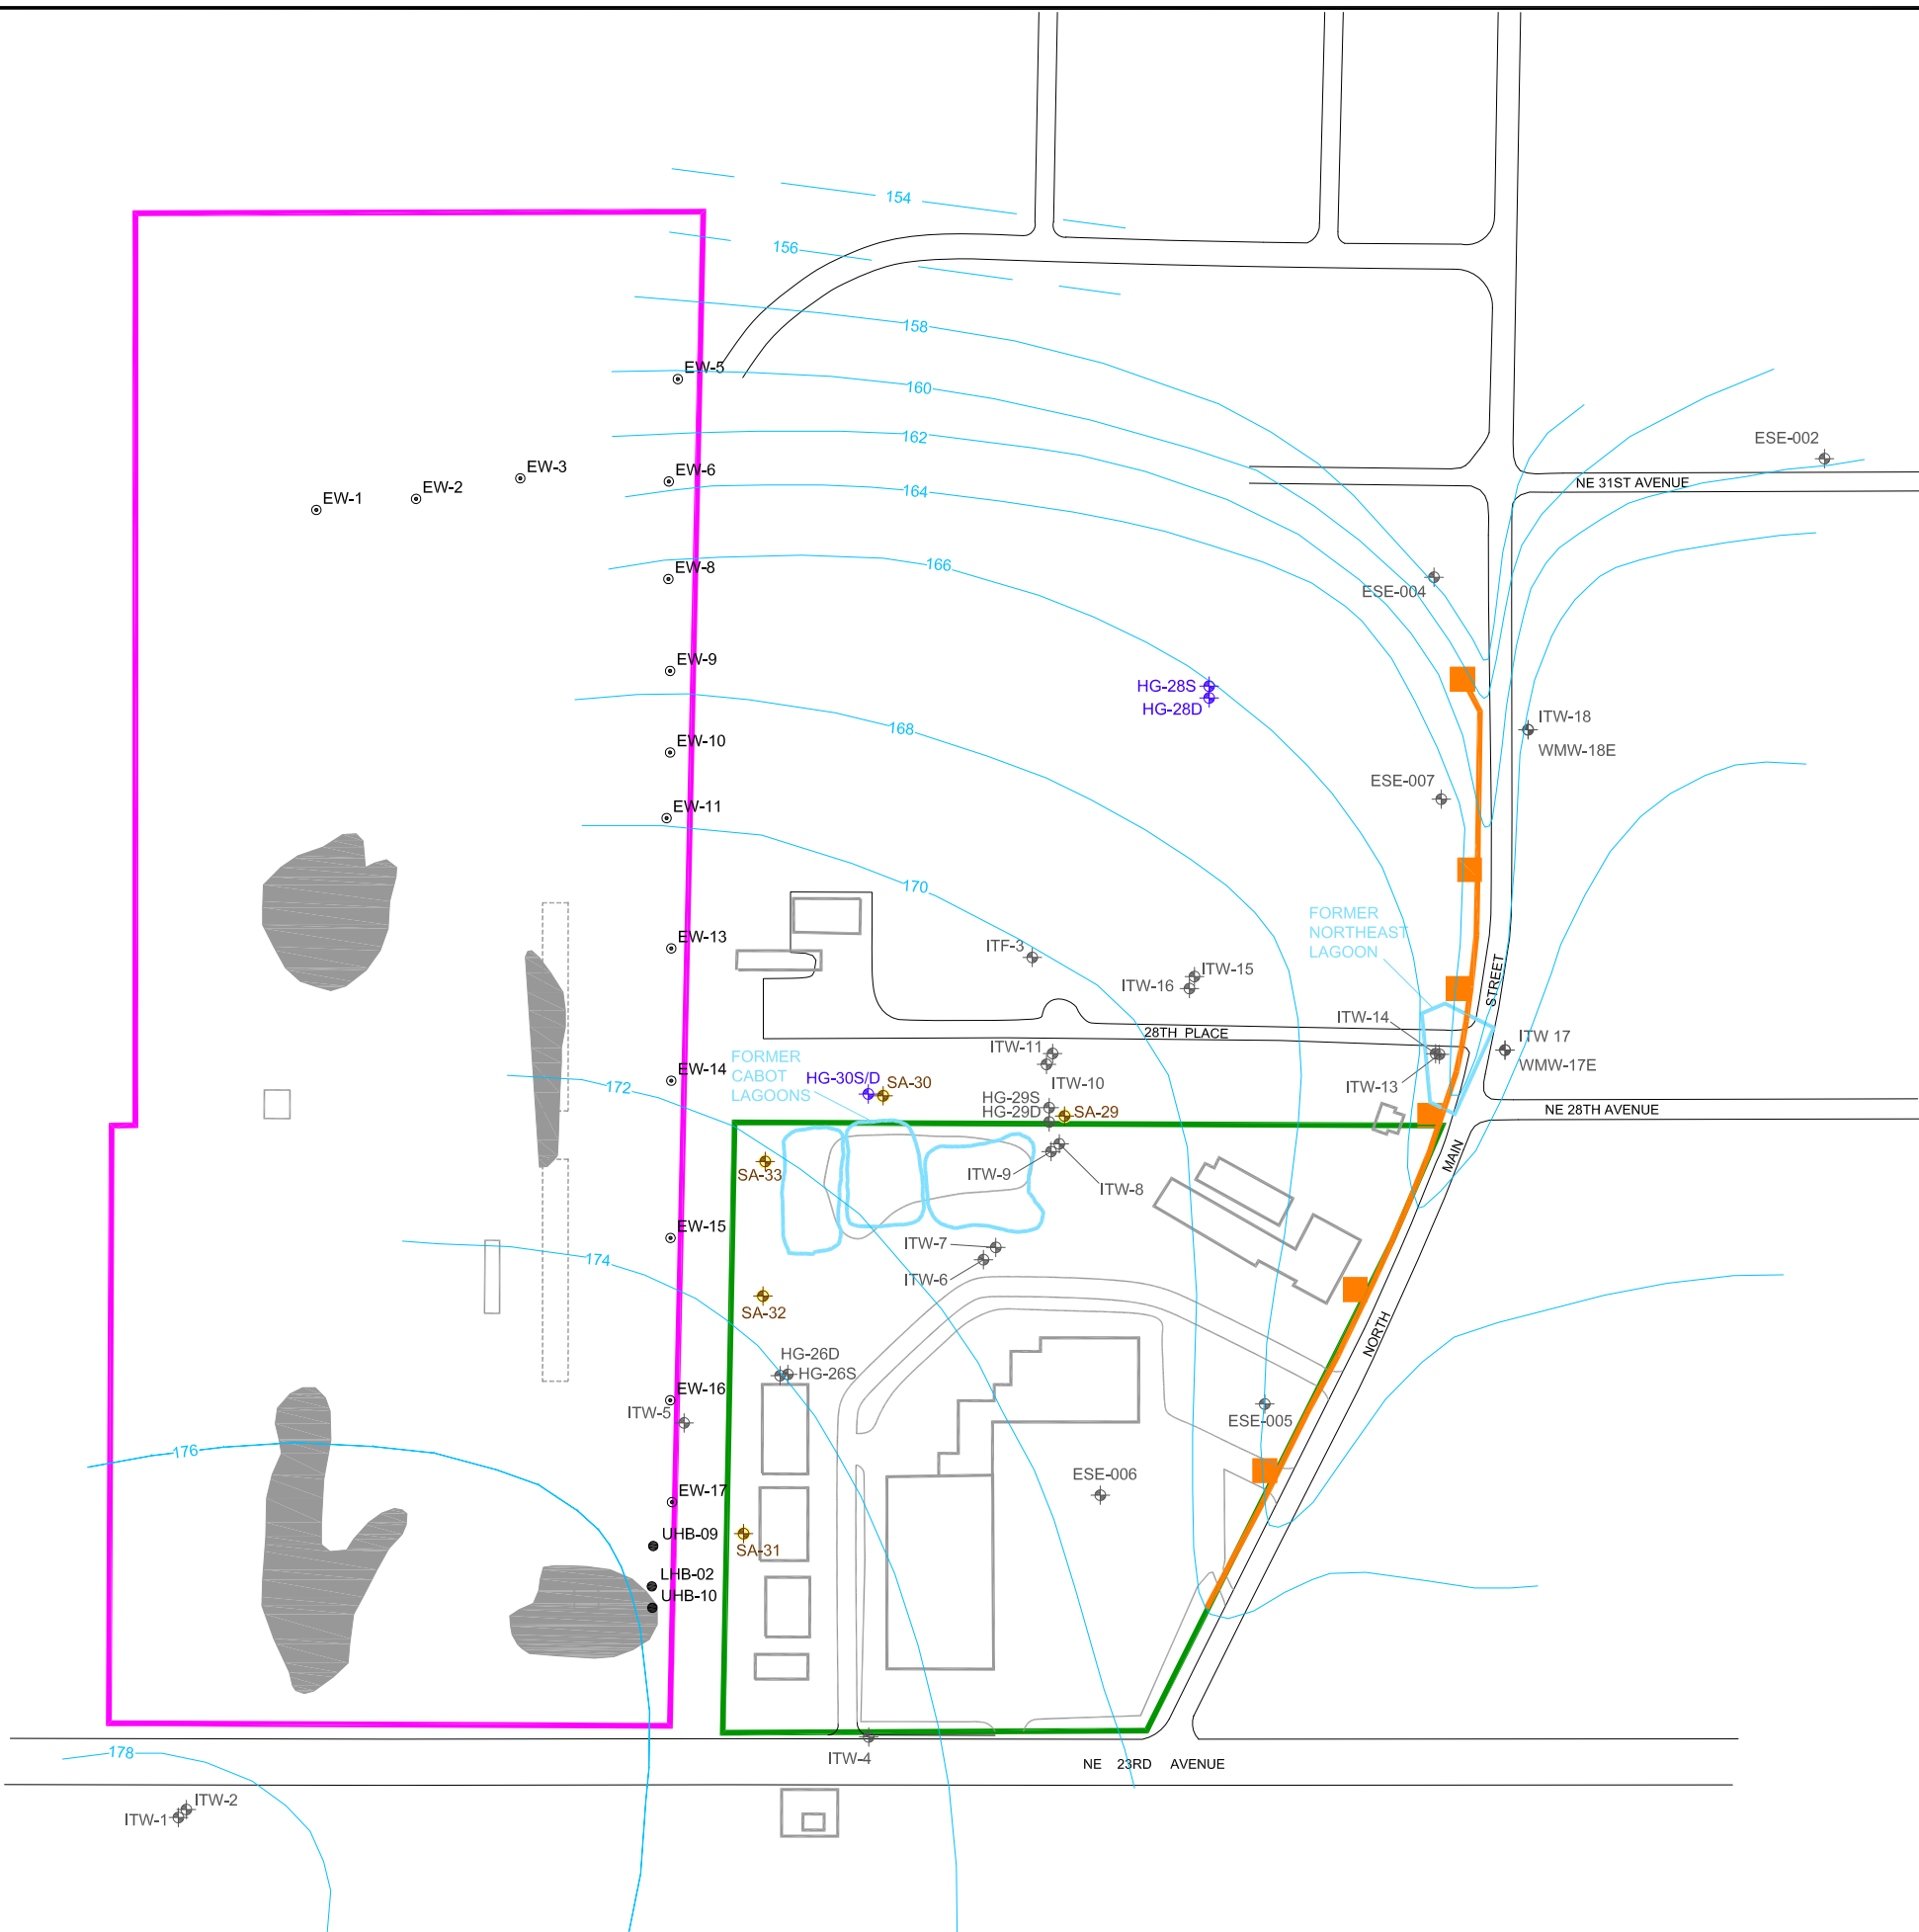 154
156
158
EW-5
160
162
ESE-002
EW-3
EW-6
NE 31ST AVENUE
EW-2
164
EW-1
166
EW-8
ESE-004
EW-9
HG-28S
HG-28D
ITW-18
168
EW-10
WMW-18E
ESE-007
EW-11
170
FORMER
NORTHEAST
LAGOON
EW-13
ITF-3
ITW-15
ITW-16
STREET
ITW-14
28TH PLACE
ITW 17
ITW-11
FORMER
CABOT
LAGOONS
WMW-17E
EW-14
HG-30S/D
SA-30
ITW-10
ITW-13
172
HG-29S
HG-29D
SA-29
NE 28TH AVENUE
MAIN
SA-33
ITW-9
ITW-8
EW-15
ITW-7
174
ITW-6
SA-32
NORTH
HG-26D
HG-26S
EW-16
ITW-5
ESE-005
176
ESE-006
EW-17
UHB-09
SA-31
LHB-02
UHB-10
178
ITW-4
NE 23RD AVENUE
ITW-2
ITW-1